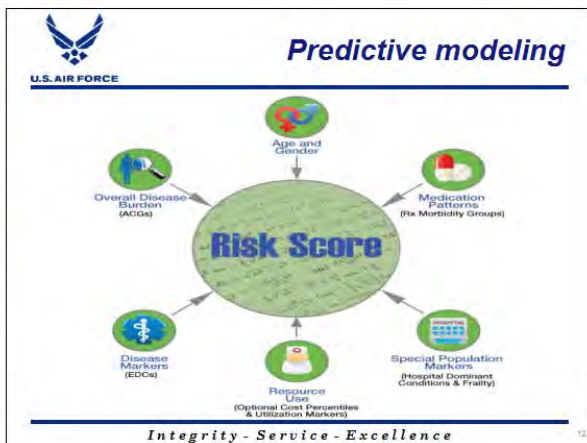 Predictive modeling
U.S. AIR FORCE
Age and
Gender
Overall Disease
Burden
(ACGs)
Medication
Patterns
(Rx Morbidity Groups)
Risk Score
Disease
Markers
(EDCs)
HOSPITAL
Special Population
Markers
(Hospital Dominant
Conditions & Frailty)
Resource
Use
(Optional Cost Percentiles
& Utilization Markers)
Integrity - Service - Excellence